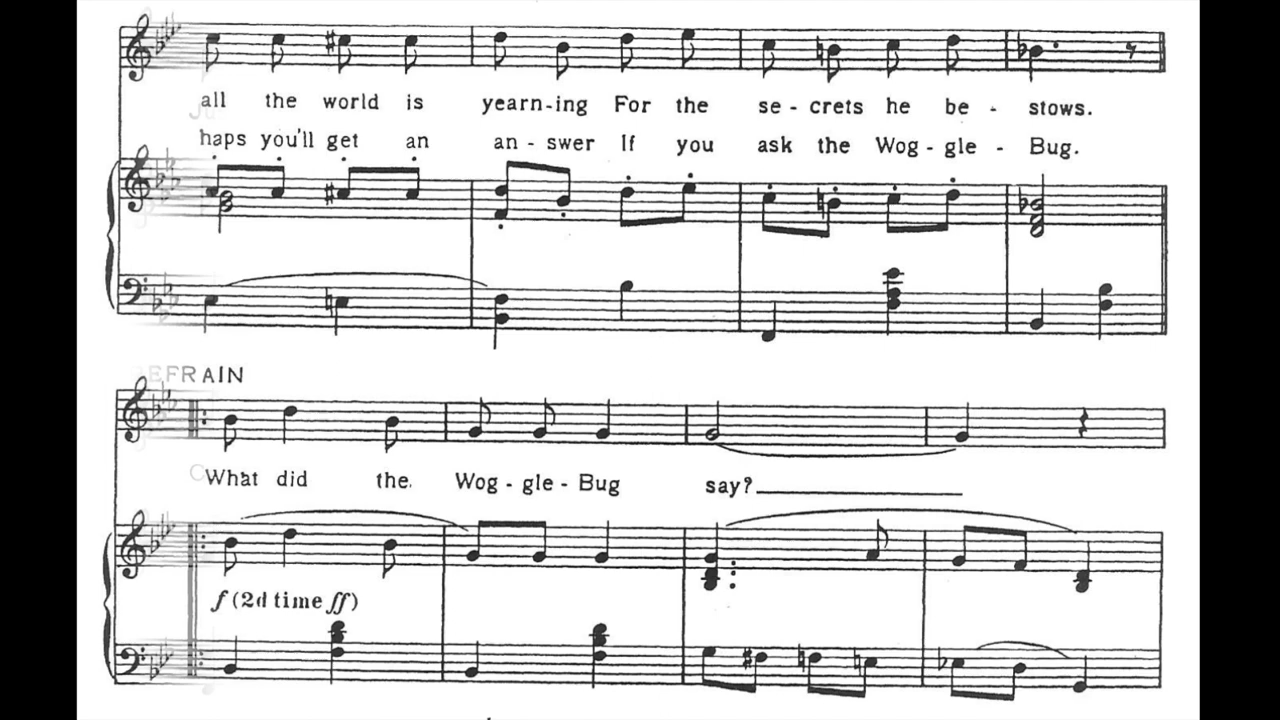 all the world is yearn-ing For the se-crets he be-stows.
haps you'll get an an-swer If you ask the Wog-gle-Bug.
REFRAIN
What did the Wog-gle-Bug say?
f (2d time ff)